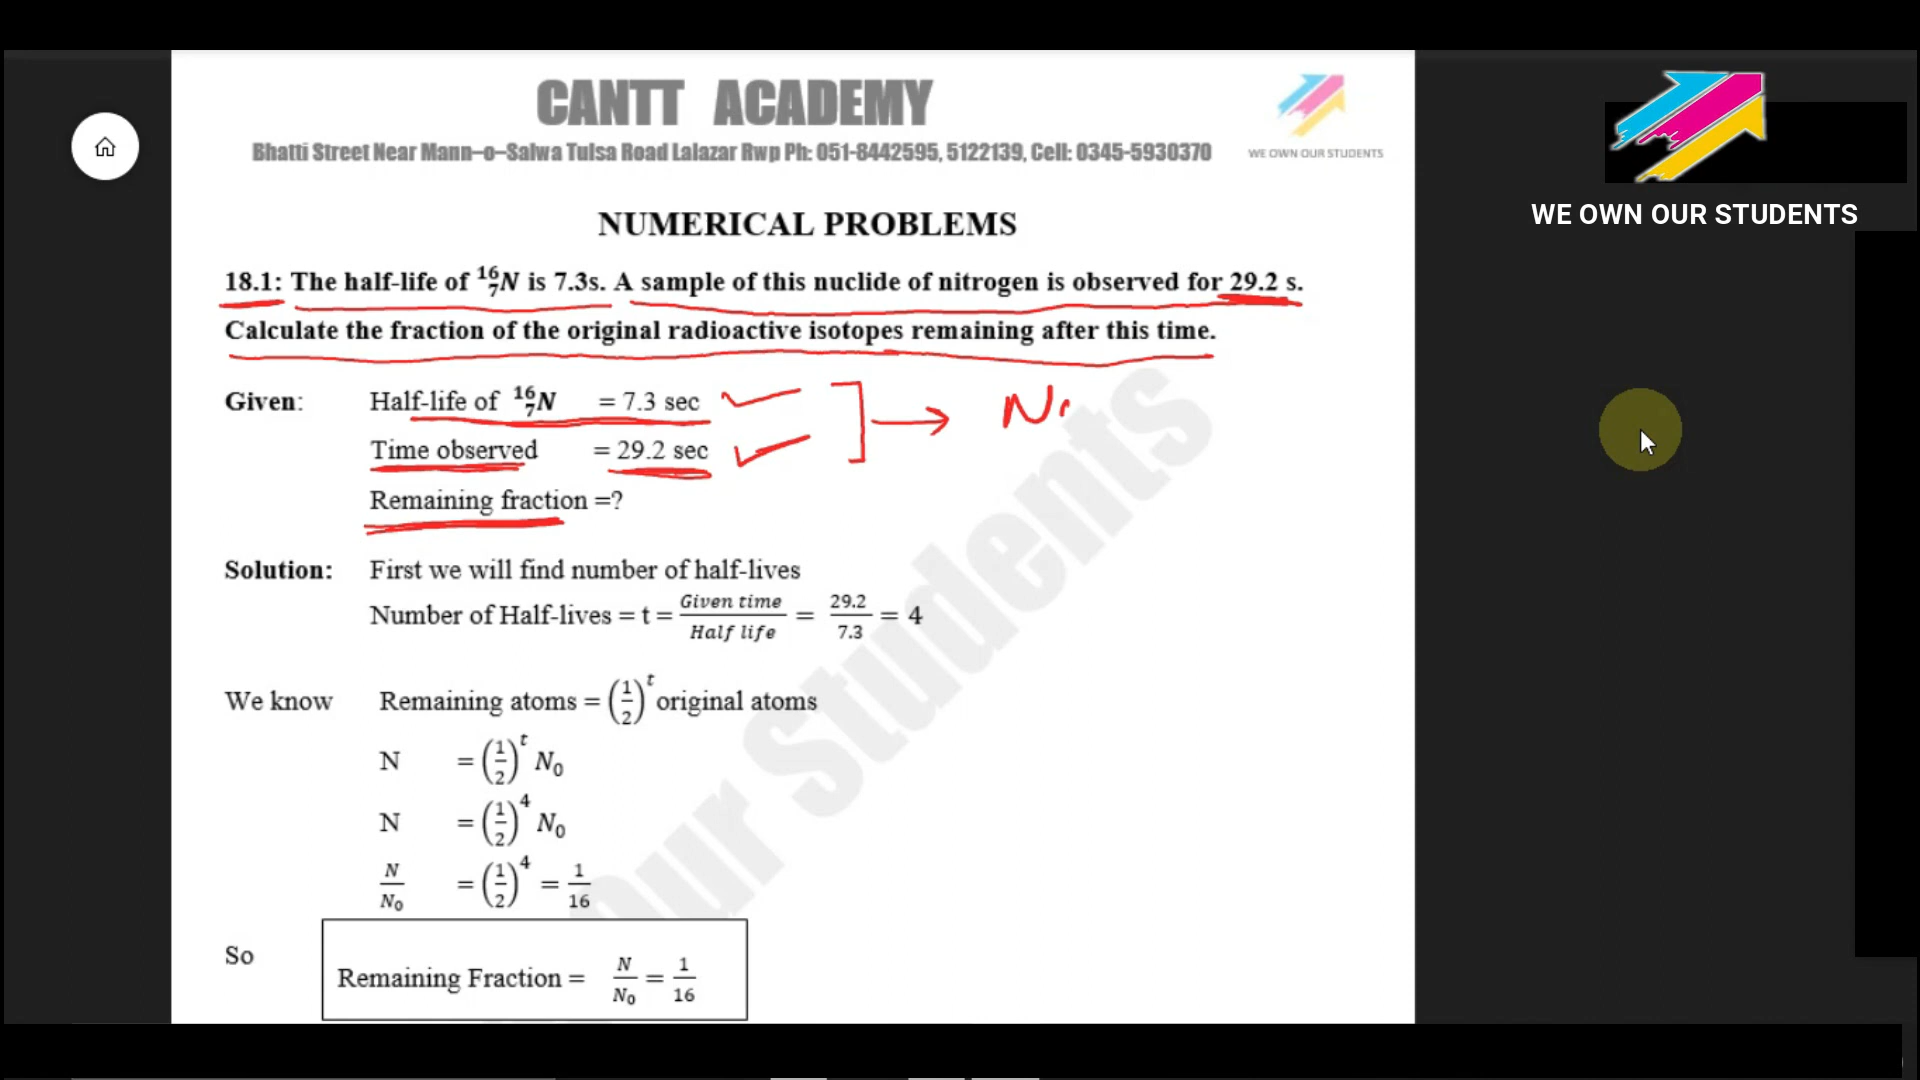 CANTT ACADEMY
Bhatti Street Near Mann-o-Salwa Tulsa Road Lalazar Rwp Ph: 051-8442595, 5122139, Cell: 0345-5930370
WE OWN OUR STUDENTS
WE OWN OUR STUDENTS
NUMERICAL PROBLEMS
18.1: The half-life of ¹⁶₇N is 7.3s. A sample of this nuclide of nitrogen is observed for 29.2 s.
Calculate the fraction of the original radioactive isotopes remaining after this time.
Given: Half-life of ¹⁶₇N = 7.3 sec
Time observed = 29.2 sec
Remaining fraction =?
Solution: First we will find number of half-lives
Number of Half-lives = t = Given time / Half life = 29.2 / 7.3 = 4
We know Remaining atoms = (1/2)^t original atoms
N = (1/2)^t N₀
N = (1/2)^4 N₀
N/N₀ = (1/2)^4 = 1/16
So Remaining Fraction = N/N₀ = 1/16
our Students